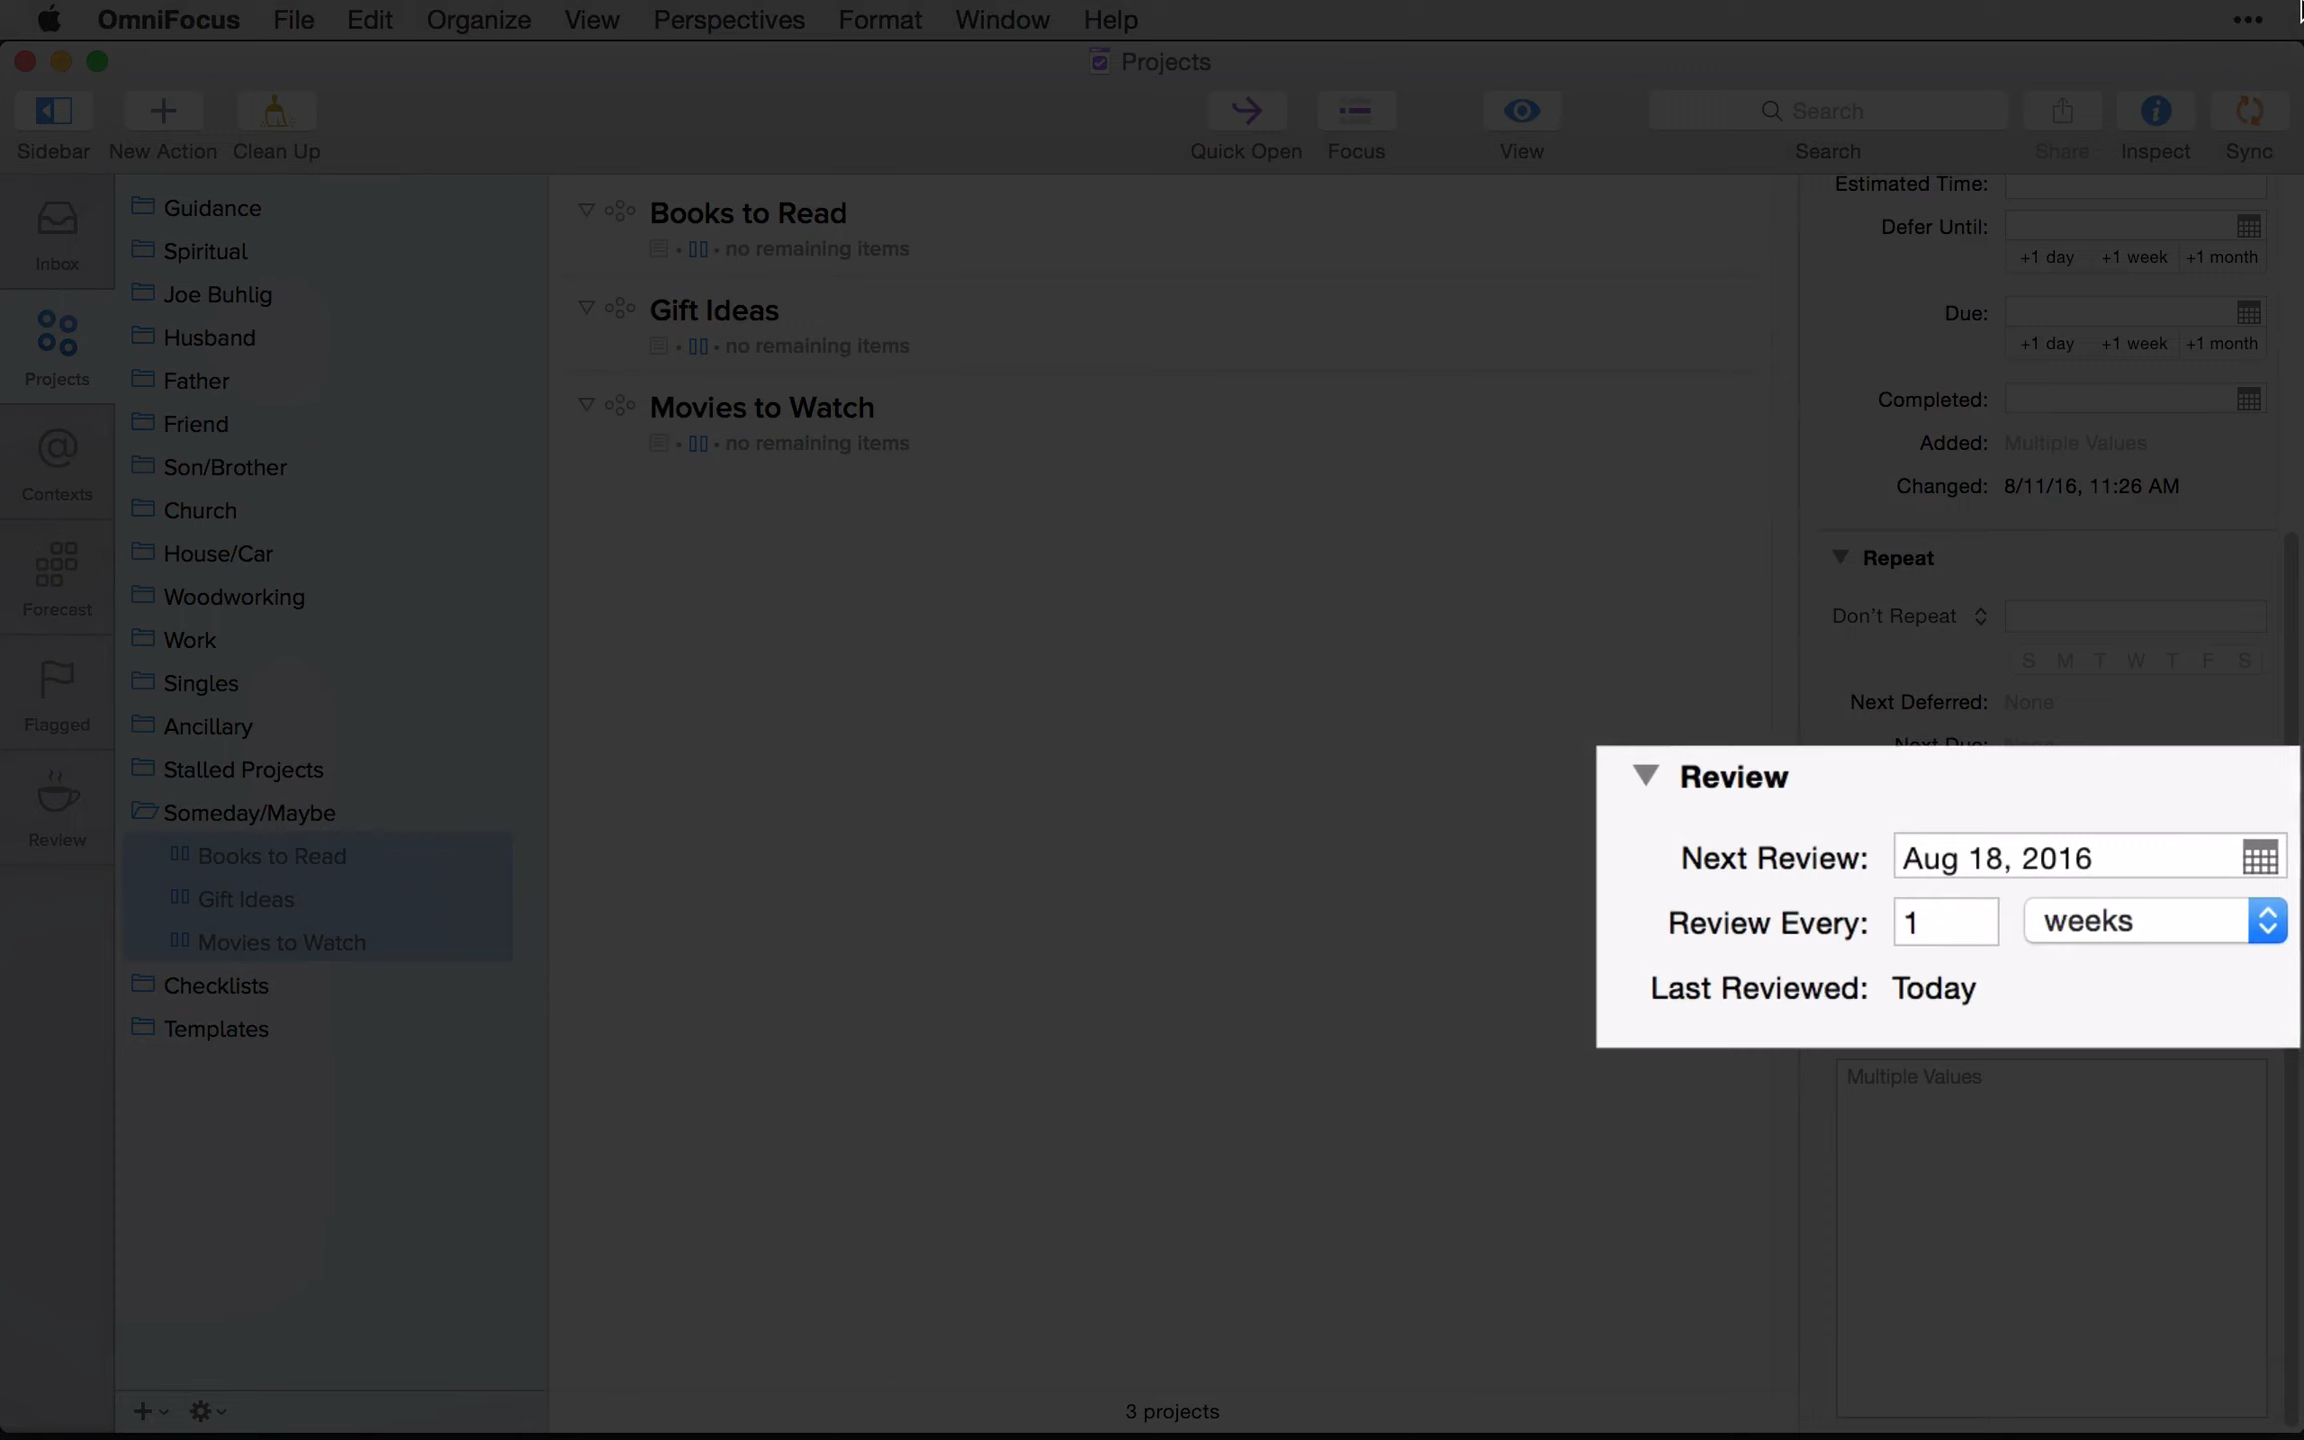 OmniFocus File Edit Organize View Perspectives Format Window Help
Projects
Sidebar New Action Clean Up Quick Open Focus View Search Search Share Inspect Sync
Inbox
Projects
Contexts
Forecast
Flagged
Review
Guidance
Spiritual
Joe Buhlig
Husband
Father
Friend
Son/Brother
Church
House/Car
Woodworking
Work
Singles
Ancillary
Stalled Projects
Someday/Maybe
Books to Read
Gift Ideas
Movies to Watch
Checklists
Templates
Books to Read
no remaining items
Gift Ideas
no remaining items
Movies to Watch
no remaining items
3 projects
Estimated Time:
Defer Until:
+1 day +1 week +1 month
Due:
+1 day +1 week +1 month
Completed:
Added: Multiple Values
Changed: 8/11/16, 11:26 AM
Repeat
Don't Repeat
S M T W T F S
Next Deferred: None
Next Due:
Review
Next Review: Aug 18, 2016
Review Every: 1 weeks
Last Reviewed: Today
Multiple Values